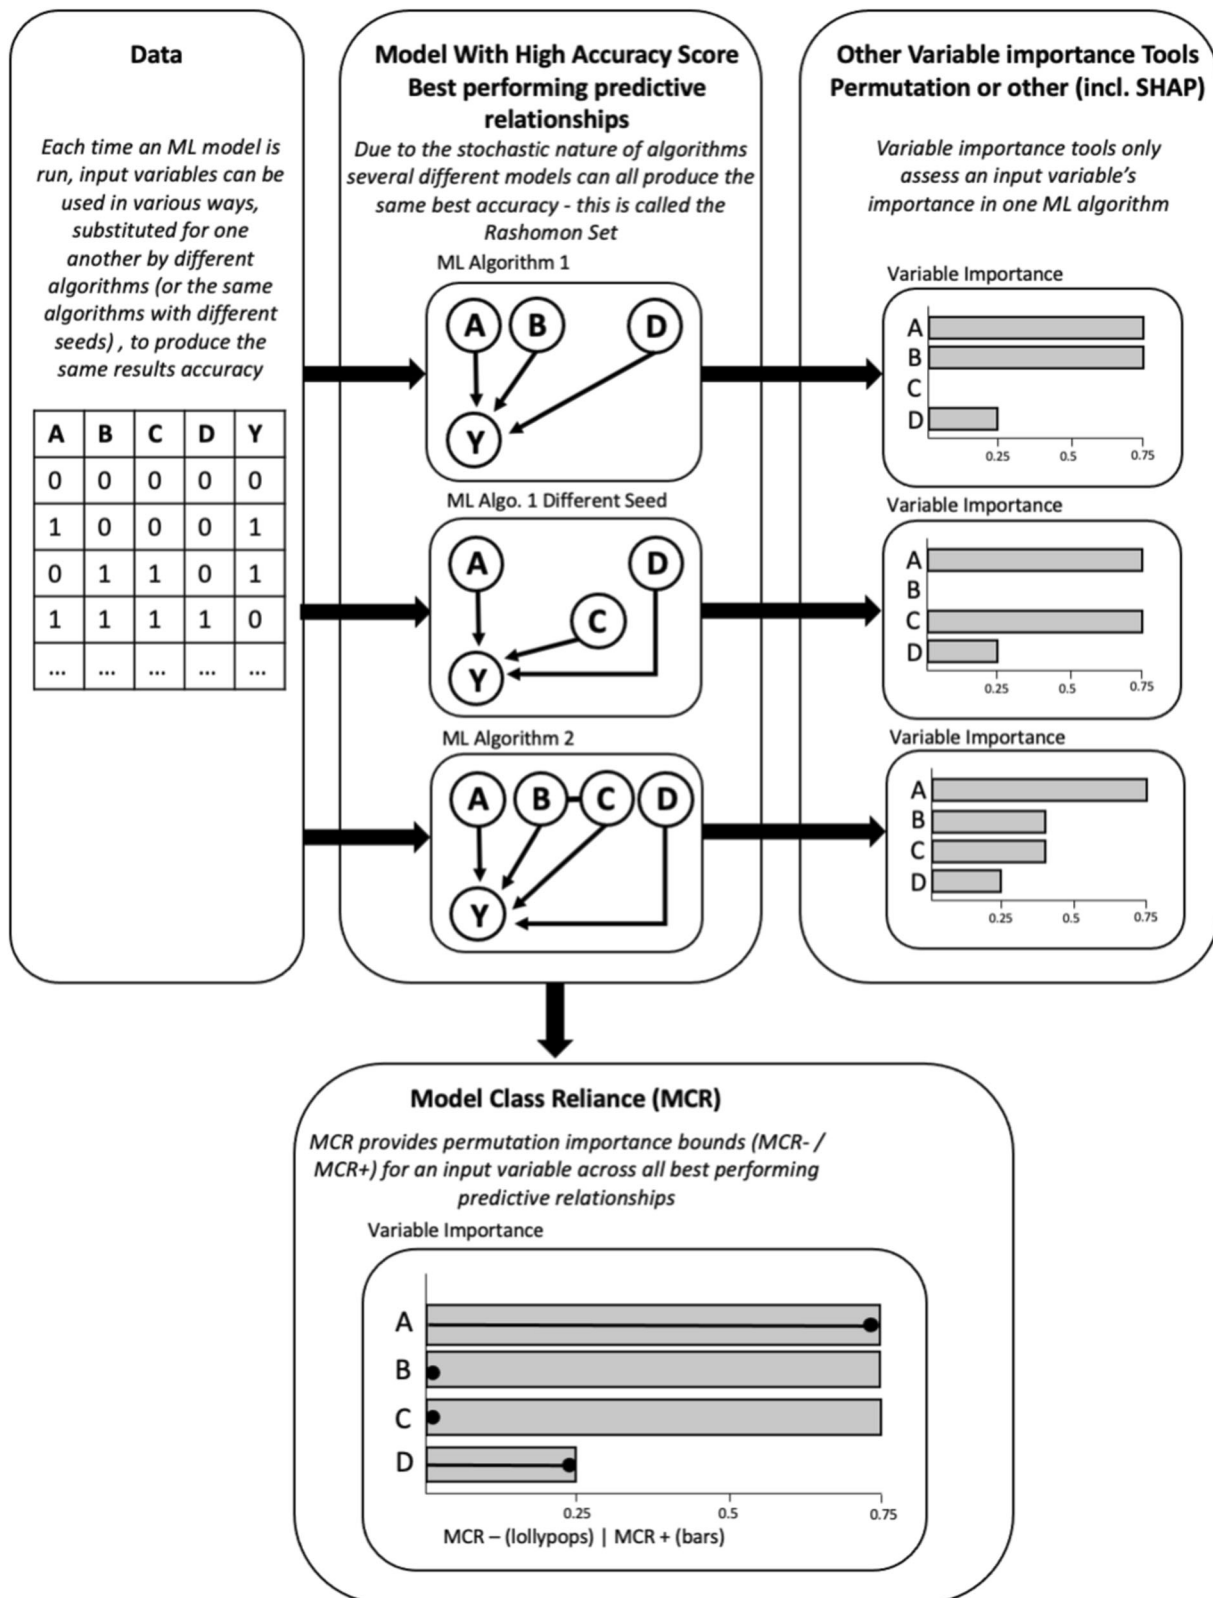 Data
Each time an ML model is
run, input variables can be
used in various ways,
substituted for one
another by different
algorithms (or the same
algorithms with different
seeds) , to produce the
same results accuracy
A B C D Y
0 0 0 0 0
1 0 0 0 1
0 1 1 0 1
1 1 1 1 0
... ... ... ... ...
Model With High Accuracy Score
Best performing predictive
relationships
Due to the stochastic nature of algorithms
several different models can all produce the
same best accuracy - this is called the
Rashomon Set
ML Algorithm 1
A B D
Y
ML Algo. 1 Different Seed
A D
C
Y
ML Algorithm 2
A B C D
Y
Other Variable importance Tools
Permutation or other (incl. SHAP)
Variable importance tools only
assess an input variable's
importance in one ML algorithm
Variable Importance
A
B
C
D
0.25 0.5 0.75
Variable Importance
A
B
C
D
0.25 0.5 0.75
Variable Importance
A
B
C
D
0.25 0.5 0.75
Model Class Reliance (MCR)
MCR provides permutation importance bounds (MCR- /
MCR+) for an input variable across all best performing
predictive relationships
Variable Importance
A
B
C
D
0.25 0.5 0.75
MCR – (lollypops) | MCR + (bars)